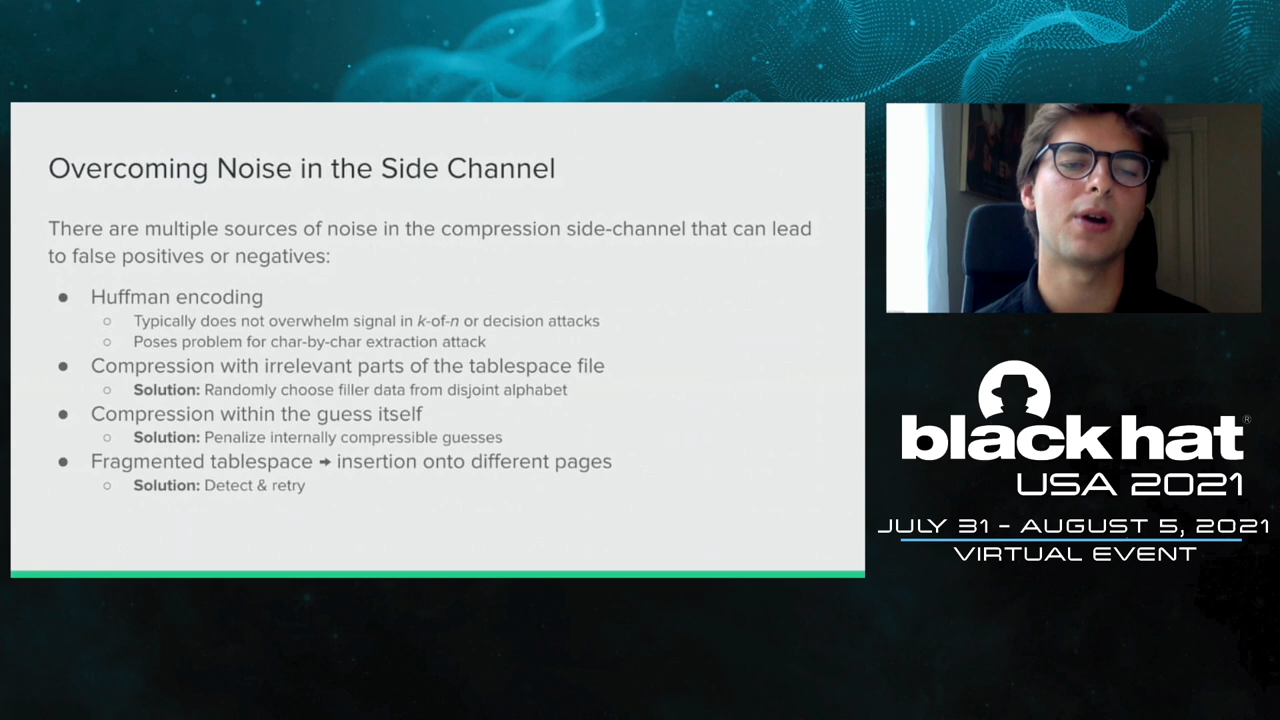 Overcoming Noise in the Side Channel
There are multiple sources of noise in the compression side-channel that can lead
to false positives or negatives:
● Huffman encoding
○ Typically does not overwhelm signal in k-of-n or decision attacks
○ Poses problem for char-by-char extraction attack
● Compression with irrelevant parts of the tablespace file
○ Solution: Randomly choose filler data from disjoint alphabet
● Compression within the guess itself
○ Solution: Penalize internally compressible guesses
● Fragmented tablespace → insertion onto different pages
○ Solution: Detect & retry
black hat®
USA 2021
JULY 31 - AUGUST 5, 2021
VIRTUAL EVENT